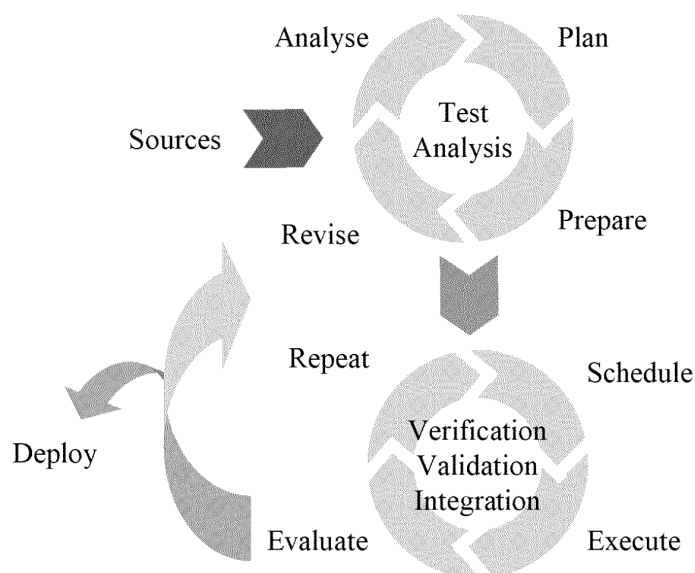 Analyse
Plan
Sources
Test
Analysis
Revise
Prepare
Repeat
Schedule
Verification
Validation
Integration
Deploy
Evaluate
Execute